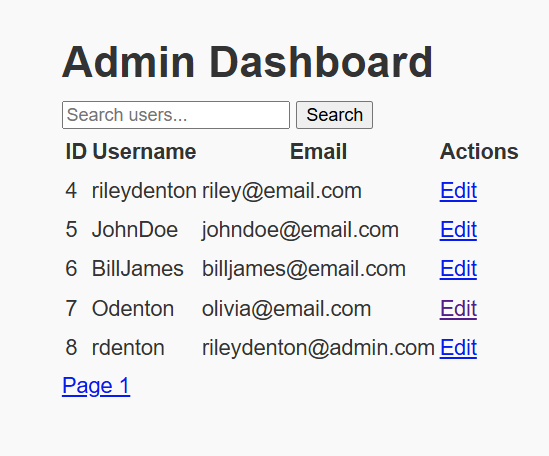 Admin Dashboard
Search users... Search
ID Username Email Actions
4 rileydenton riley@email.com Edit
5 JohnDoe johndoe@email.com Edit
6 BillJames billjames@email.com Edit
7 Odenton olivia@email.com Edit
8 rdenton rileydenton@admin.com Edit
Page 1